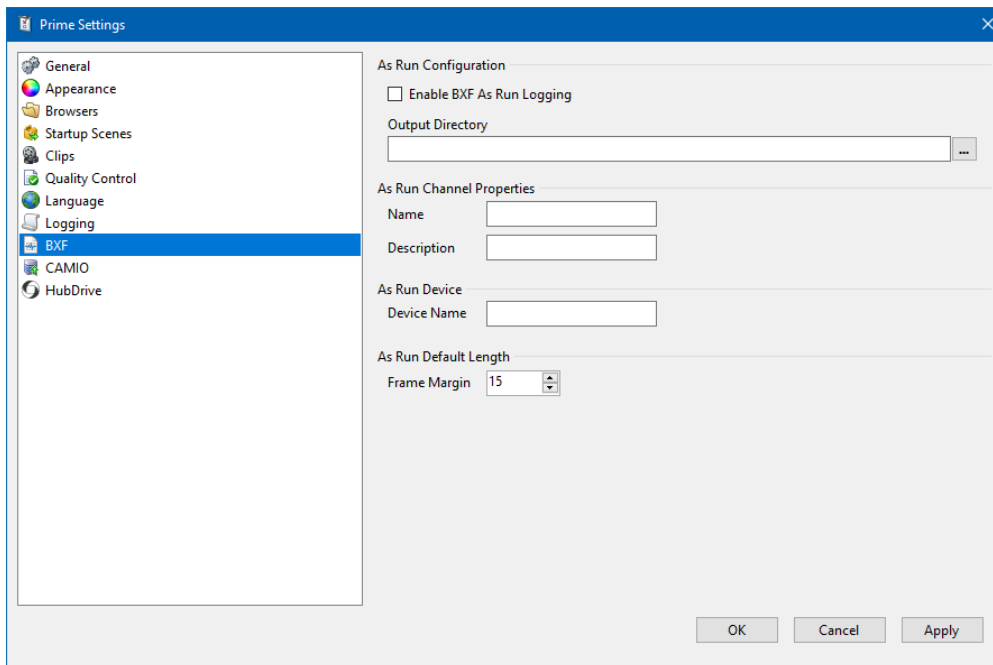 Prime Settings
General
Appearance
Browsers
Startup Scenes
Clips
Quality Control
Language
Logging
BXF
CAMIO
HubDrive
As Run Configuration
Enable BXF As Run Logging
Output Directory
...
As Run Channel Properties
Name
Description
As Run Device
Device Name
As Run Default Length
Frame Margin 15
OK Cancel Apply